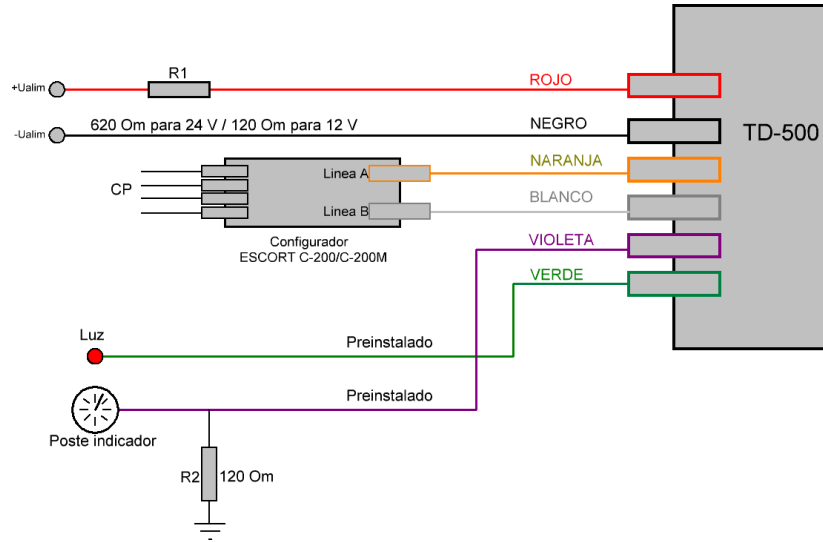 R1
ROJO
+Ualim
620 Om para 24 V / 120 Om para 12 V
NEGRO
-Ualim
TD-500
NARANJA
Linea A
CP
BLANCO
Linea B
Configurador
ESCORT C-200/C-200M
VIOLETA
VERDE
Luz
Preinstalado
Preinstalado
Poste indicador
R2
120 Om